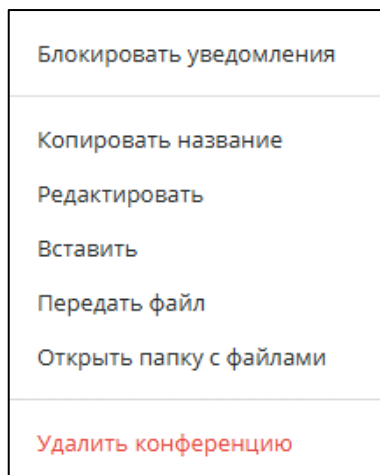 Блокировать уведомления
Копировать название
Редактировать
Вставить
Передать файл
Открыть папку с файлами
Удалить конференцию